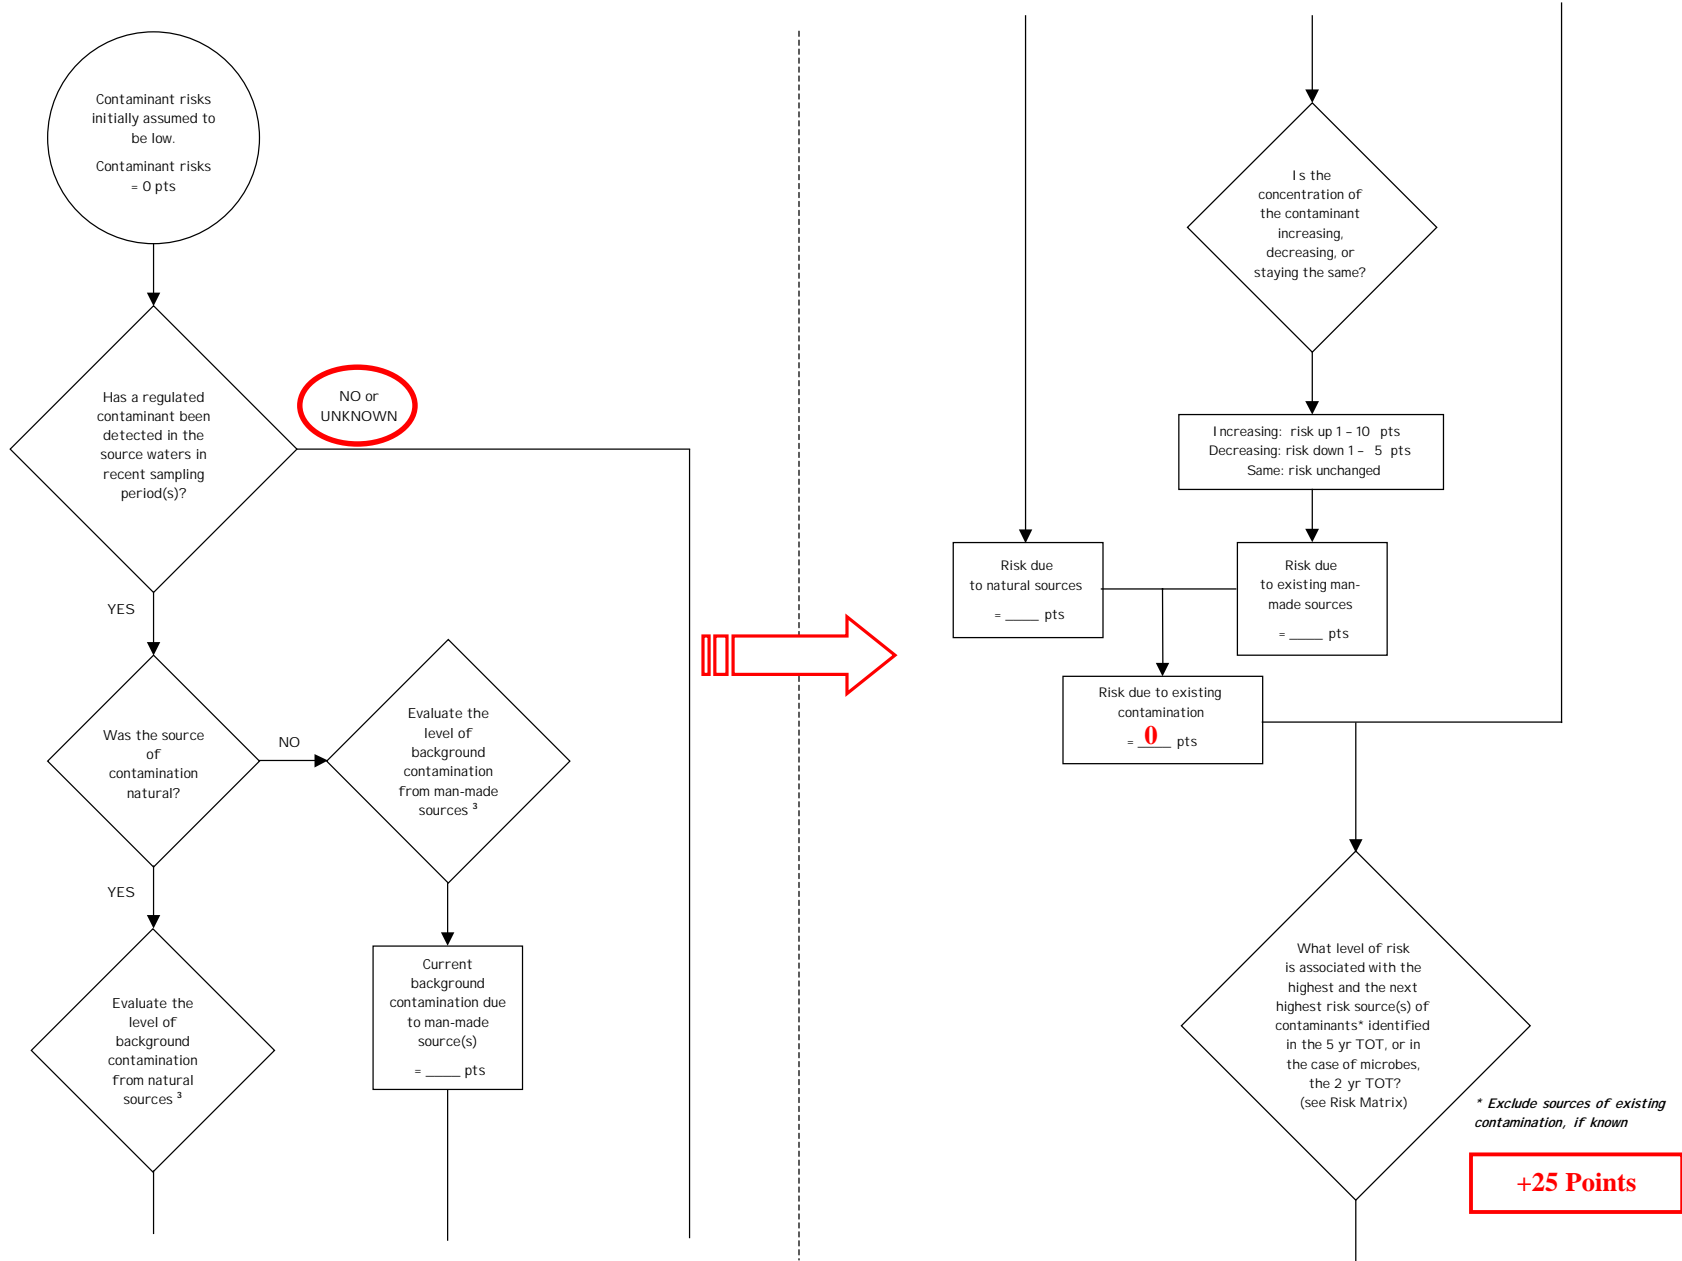 Contaminant risks
initially assumed to
be low.
Contaminant risks
= 0 pts
Has a regulated
contaminant been
detected in the
source waters in
recent sampling
period(s)?
NO or
UNKNOWN
YES
Was the source
of
contamination
natural?
NO
Evaluate the
level of
background
contamination
from man-made
sources ³
YES
Evaluate the
level of
background
contamination
from natural
sources ³
Current
background
contamination due
to man-made
source(s)
= _____ pts
Is the
concentration of
the contaminant
increasing,
decreasing, or
staying the same?
Increasing: risk up 1 – 10 pts
Decreasing: risk down 1 – 5 pts
Same: risk unchanged
Risk due
to natural sources
= _____ pts
Risk due
to existing man-
made sources
= _____ pts
Risk due to existing
contamination
= __0__ pts
What level of risk
is associated with the
highest and the next
highest risk source(s) of
contaminants* identified
in the 5 yr TOT, or in
the case of microbes,
the 2 yr TOT?
(see Risk Matrix)
* Exclude sources of existing
contamination, if known
+25 Points